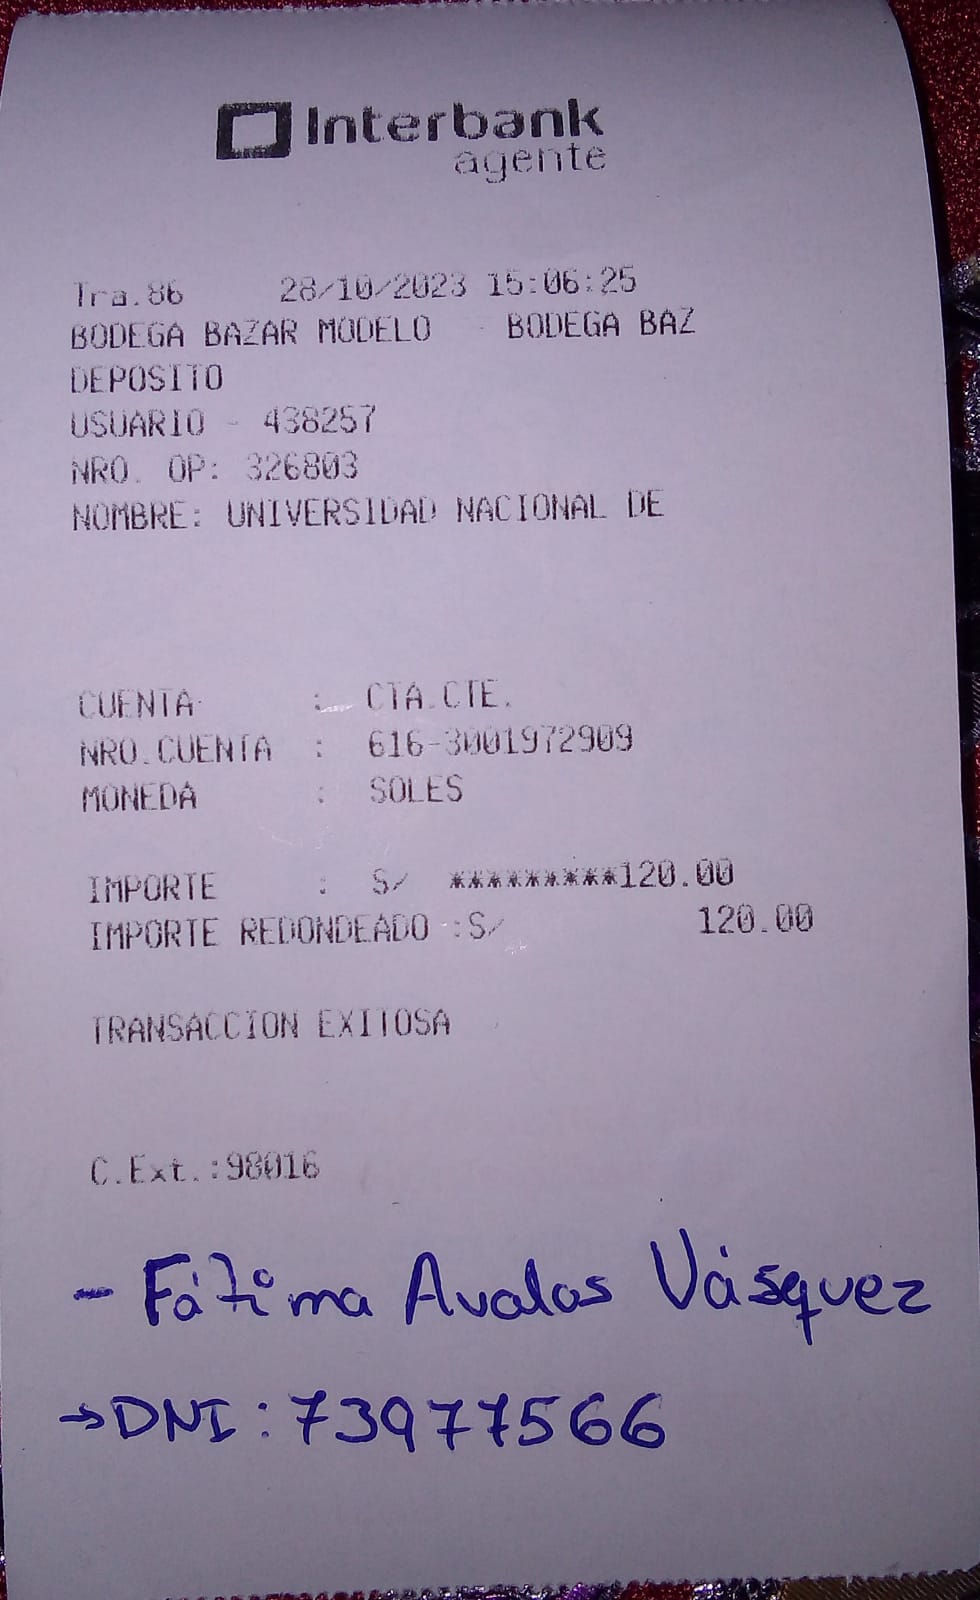 Interbank
agente
Tra.86 28/10/2023 15:06:25
BODEGA BAZAR MODELO - BODEGA BAZ
DEPOSITO
USUARIO - 438257
NRO. OP: 326803
NOMBRE: UNIVERSIDAD NACIONAL DE
CUENTA : CTA.CTE.
NRO.CUENTA : 616-3001972909
MONEDA : SOLES
IMPORTE : S/ *********120.00
IMPORTE REDONDEADO :S/ 120.00
TRANSACCION EXITOSA
C.Ext.:98016
- Fátima Avalos Vásquez
→DNI: 73977566